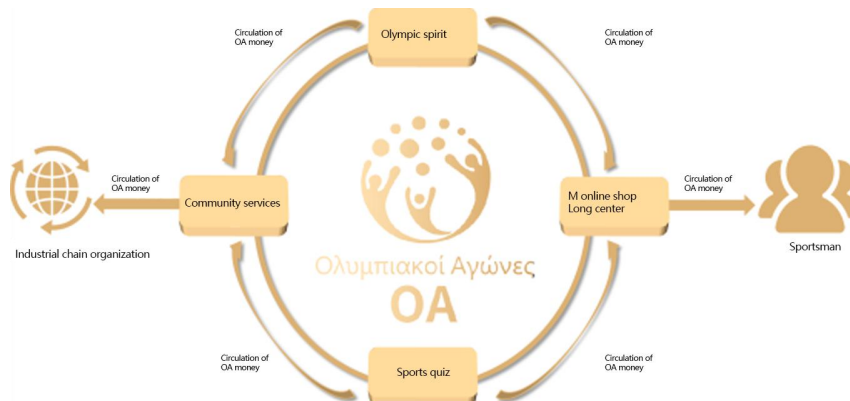 Circulation of
OA money
Olympic spirit
Circulation of
OA money
Circulation of
OA money
Community services
M online shop
Long center
Circulation of
OA money
Industrial chain organization
Sportsman
Ολυμπιακοί Αγώνες
OA
Circulation of
OA money
Sports quiz
Circulation of
OA money